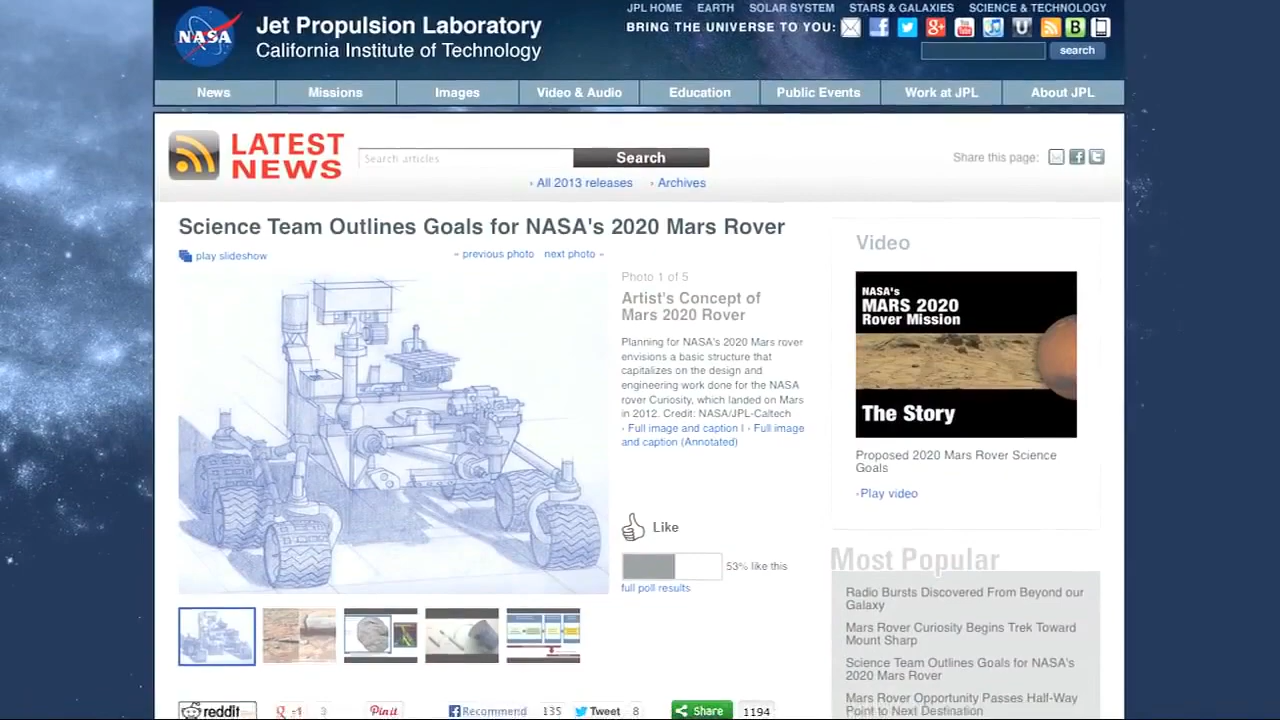 JPL HOME EARTH SOLAR SYSTEM STARS & GALAXIES SCIENCE & TECHNOLOGY
BRING THE UNIVERSE TO YOU:
NASA
Jet Propulsion Laboratory
California Institute of Technology
search
News Missions Images Video & Audio Education Public Events Work at JPL About JPL
LATEST
NEWS
Search articles
Search
Share this page:
› All 2013 releases › Archives
Science Team Outlines Goals for NASA's 2020 Mars Rover
play slideshow
« previous photo next photo »
Photo 1 of 5
Artist's Concept of
Mars 2020 Rover
Planning for NASA's 2020 Mars rover
envisions a basic structure that
capitalizes on the design and
engineering work done for the NASA
rover Curiosity, which landed on Mars
in 2012. Credit: NASA/JPL-Caltech
› Full image and caption | › Full image
and caption (Annotated)
Like
53% like this
full poll results
Video
NASA's
MARS 2020
Rover Mission
The Story
Proposed 2020 Mars Rover Science
Goals
› Play video
Most Popular
Radio Bursts Discovered From Beyond our
Galaxy
Mars Rover Curiosity Begins Trek Toward
Mount Sharp
Science Team Outlines Goals for NASA's
2020 Mars Rover
Mars Rover Opportunity Passes Half-Way
Point to Next Destination
reddit
3
Pin it
Recommend 135
Tweet 8
Share 1194